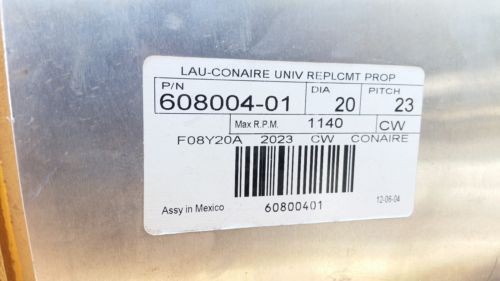 LAU-CONAIRE UNIV REPLCMT PROP
P/N DIA PITCH
608004-01 20 23
Max R.P.M. 1140 CW
F08Y20A 2023 CW CONAIRE
Assy in Mexico 60800401 12-06-04